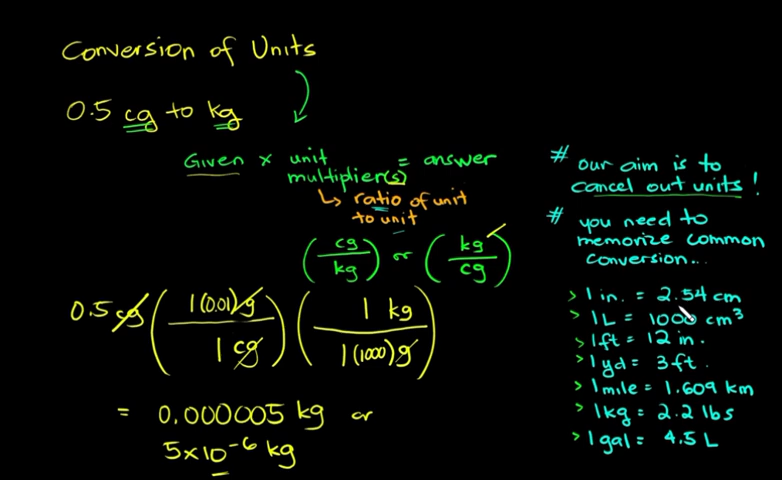 Conversion of Units
0.5 cg to kg
Given × unit multiplier(s) = answer
↳ ratio of unit
to unit
(cg/kg) or (kg/cg)
0.5 cg (1(0.01)g / 1 cg) (1 kg / 1(1000)g)
= 0.000005 kg or
5×10⁻⁶ kg
# our aim is to
cancel out units!
# you need to
memorize common
conversion...
> 1 in. = 2.54 cm
> 1L = 1000 cm³
> 1ft = 12 in.
> 1yd = 3ft.
> 1mile = 1.609 km
> 1kg = 2.2 lbs
> 1gal = 4.5 L